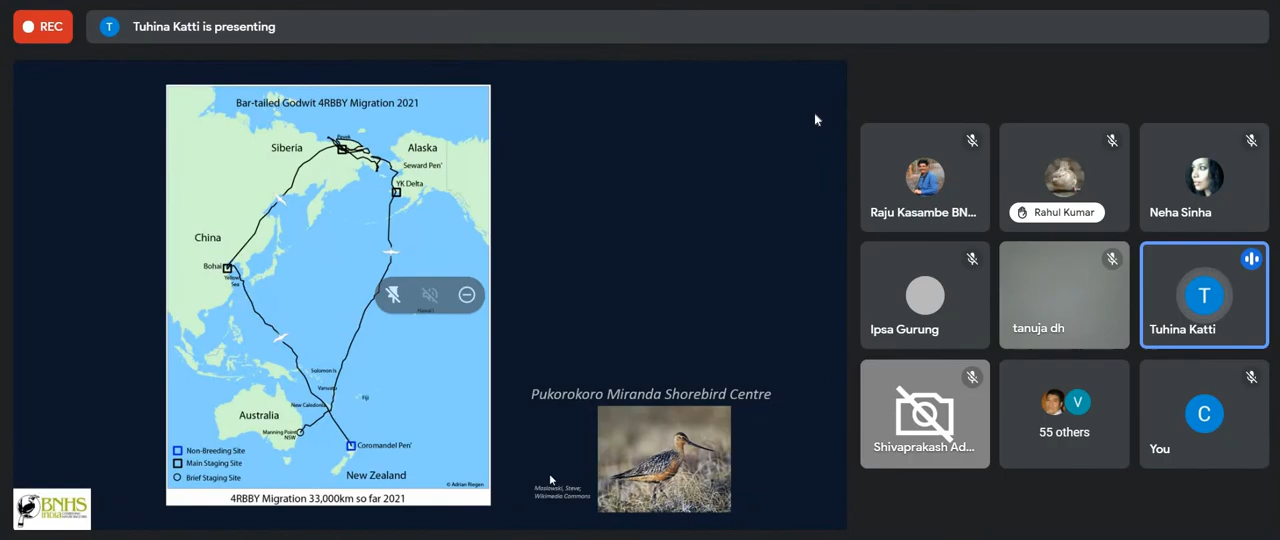 REC
T
Tuhina Katti is presenting
Bar-tailed Godwit 4RBBY Migration 2021
Pevek
Siberia
Alaska
Seward Pen'
YK Delta
China
Bohai
Yellow
Sea
Hawai'i
Solomon Is
Vanuatu
Fiji
New Caledonia
Australia
Manning Point
NSW
Non-Breeding Site
Main Staging Site
Brief Staging Site
Coromandel Pen'
New Zealand
© Adrian Riegen
4RBBY Migration 33,000km so far 2021
Pukorokoro Miranda Shorebird Centre
Maslowski, Steve;
Wikimedia Commons
BNHS
INDIA
Raju Kasambe BN...
Rahul Kumar
Neha Sinha
Ipsa Gurung
tanuja dh
T
Tuhina Katti
Shivaprakash Ad...
V
55 others
C
You